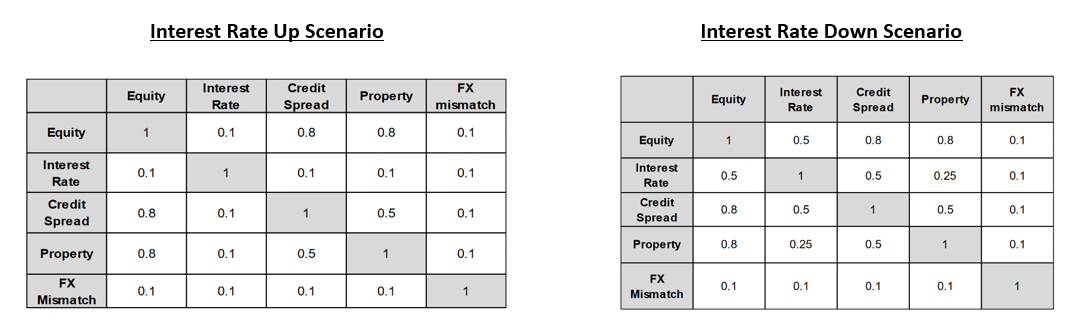 Interest Rate Up Scenario
Equity Interest Rate Credit Spread Property FX mismatch
Equity 1 0.1 0.8 0.8 0.1
Interest Rate 0.1 1 0.1 0.1 0.1
Credit Spread 0.8 0.1 1 0.5 0.1
Property 0.8 0.1 0.5 1 0.1
FX Mismatch 0.1 0.1 0.1 0.1 1
Interest Rate Down Scenario
Equity Interest Rate Credit Spread Property FX mismatch
Equity 1 0.5 0.8 0.8 0.1
Interest Rate 0.5 1 0.5 0.25 0.1
Credit Spread 0.8 0.5 1 0.5 0.1
Property 0.8 0.25 0.5 1 0.1
FX Mismatch 0.1 0.1 0.1 0.1 1